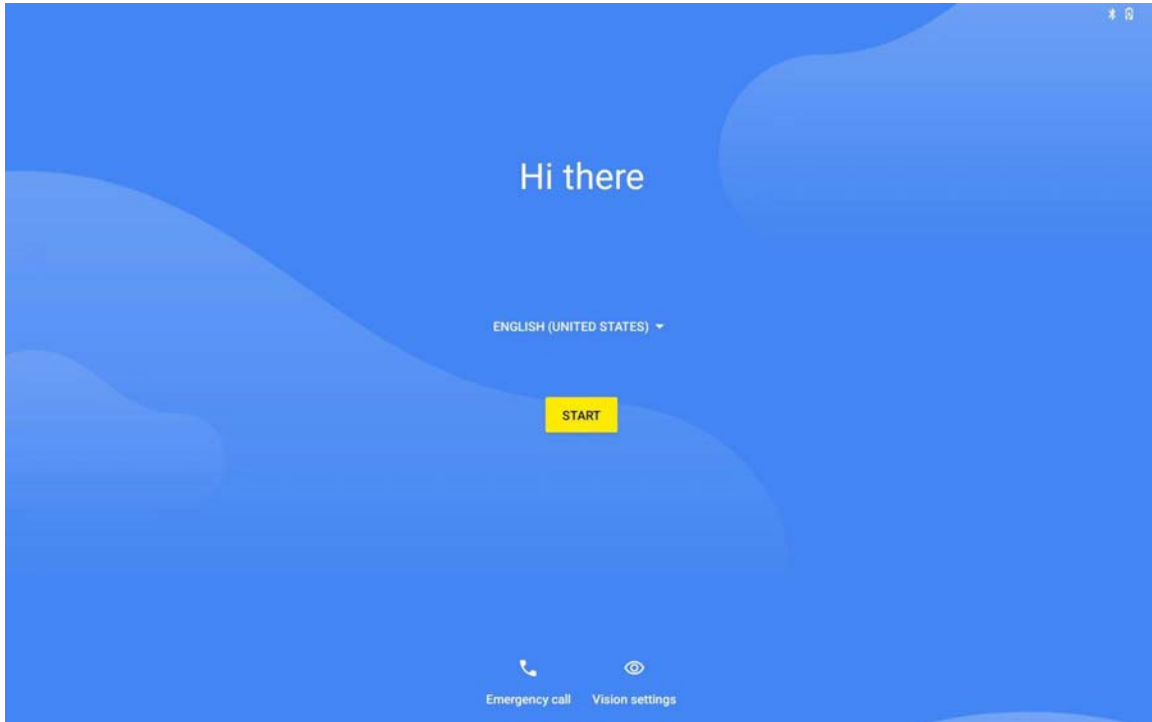 Hi there
ENGLISH (UNITED STATES)
START
Emergency call
Vision settings